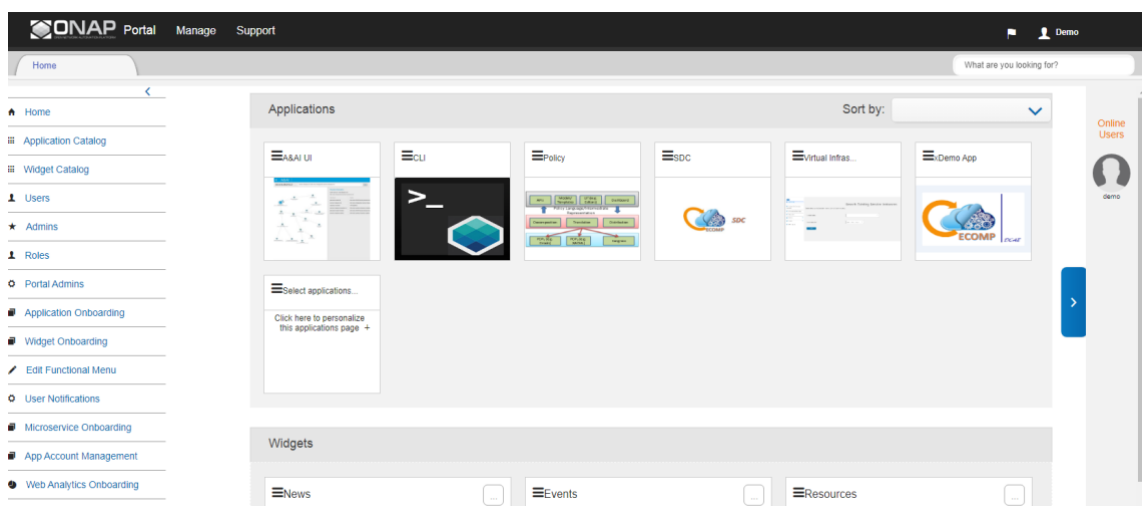 ONAP Portal Manage Support
Demo
Home
What are you looking for?
Home
Application Catalog
Widget Catalog
Users
Admins
Roles
Portal Admins
Application Onboarding
Widget Onboarding
Edit Functional Menu
User Notifications
Microservice Onboarding
App Account Management
Web Analytics Onboarding
Applications
Sort by:
A&AI UI
CLI
Policy
SDC
Virtual Infras...
xDemo App
>_
SDC
ECOMP
ECOMP
Select applications...
Click here to personalize
this applications page +
Widgets
News
...
Events
...
Resources
...
Online
Users
demo